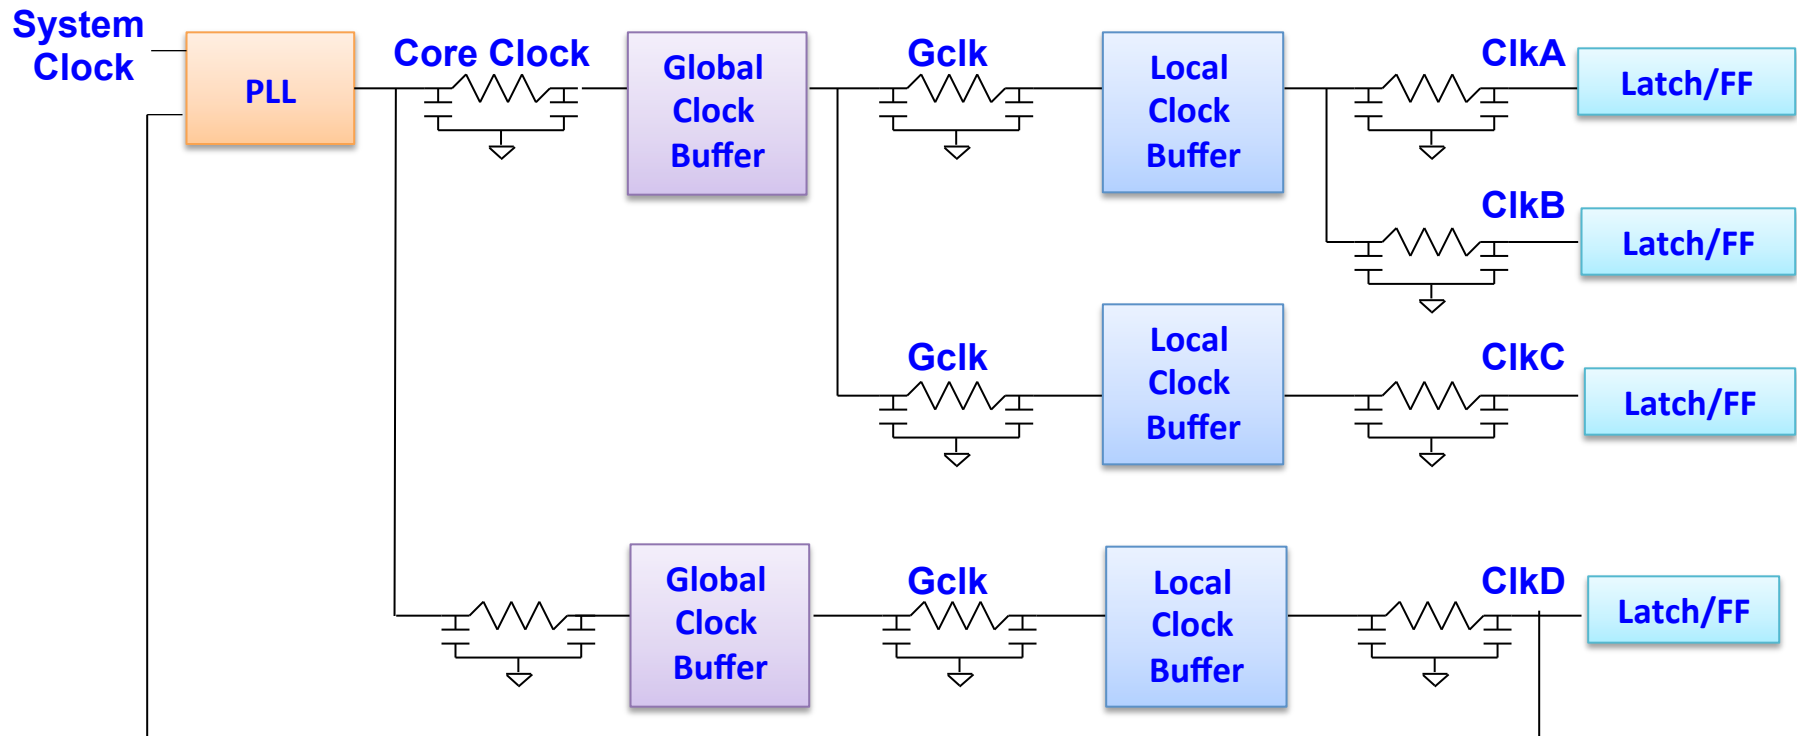 System
Clock
PLL
Core Clock
Global
Clock
Buffer
Gclk
Local
Clock
Buffer
ClkA
Latch/FF
ClkB
Latch/FF
Gclk
Local
Clock
Buffer
ClkC
Latch/FF
Global
Clock
Buffer
Gclk
Local
Clock
Buffer
ClkD
Latch/FF